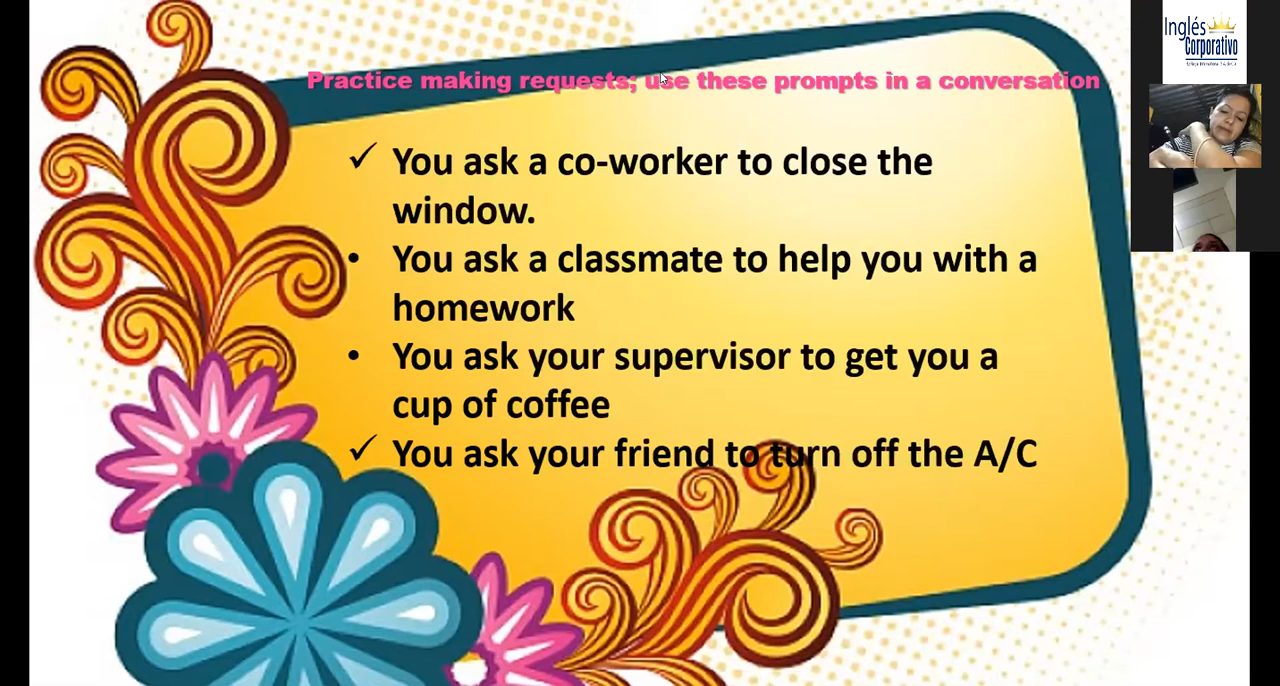 Practice making requests; use these prompts in a conversation
✓ You ask a co-worker to close the
window.
• You ask a classmate to help you with a
homework
• You ask your supervisor to get you a
cup of coffee
✓ You ask your friend to turn off the A/C
Inglés
Corporativo